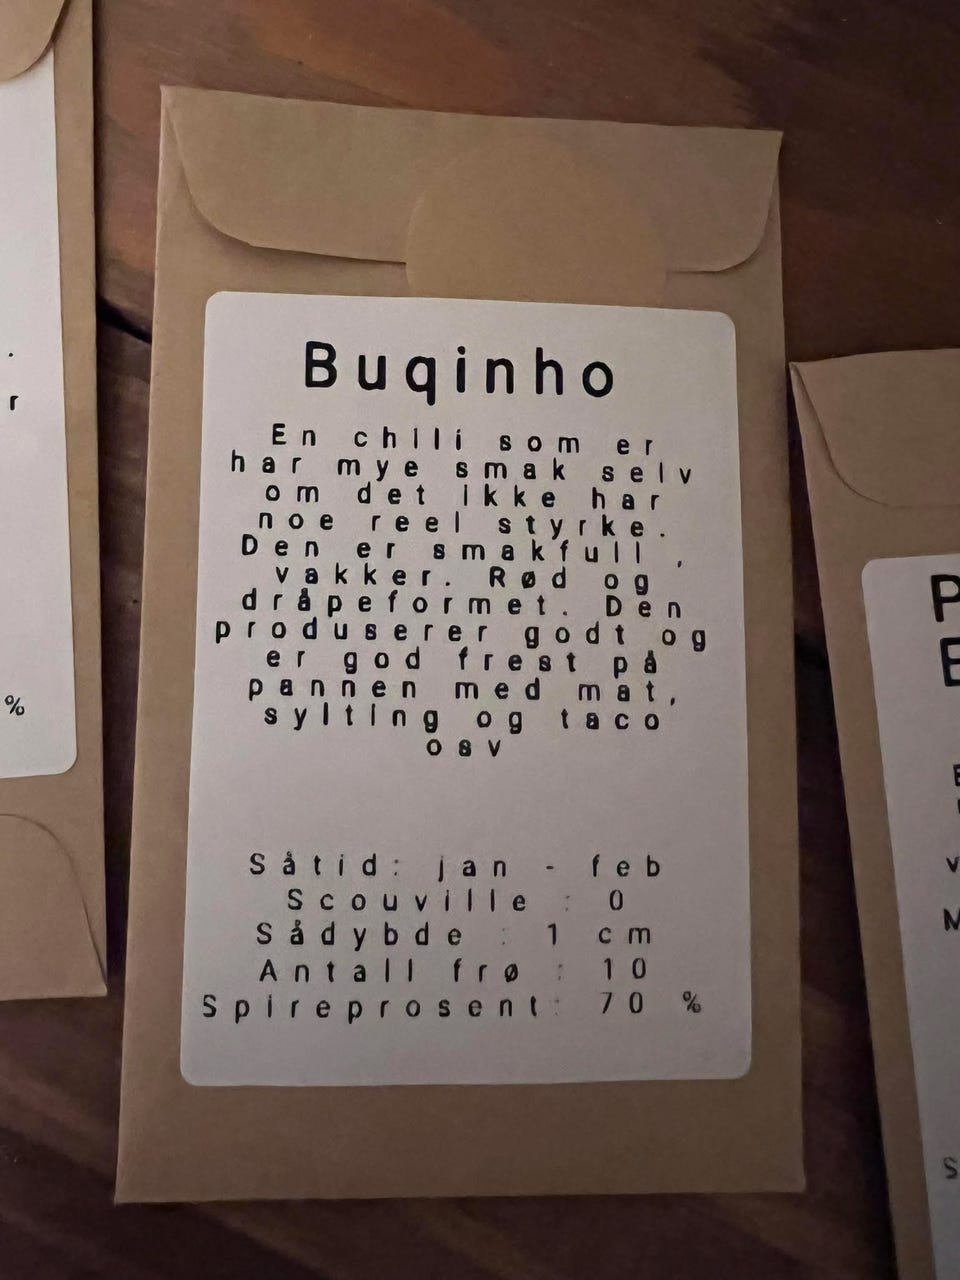 Buqinho
En chili som er
har mye smak selv
om det ikke har
noe reel styrke.
Den er smakfull,
vakker. Rød og
dråpeformet. Den
produserer godt og
er god frest på
pannen med mat,
sylting og taco
osv
Såtid: jan - feb
Scouville : 0
Sådybde : 1 cm
Antall frø : 10
Spireprosent: 70 %
.
r
%
P
E
V
M
S